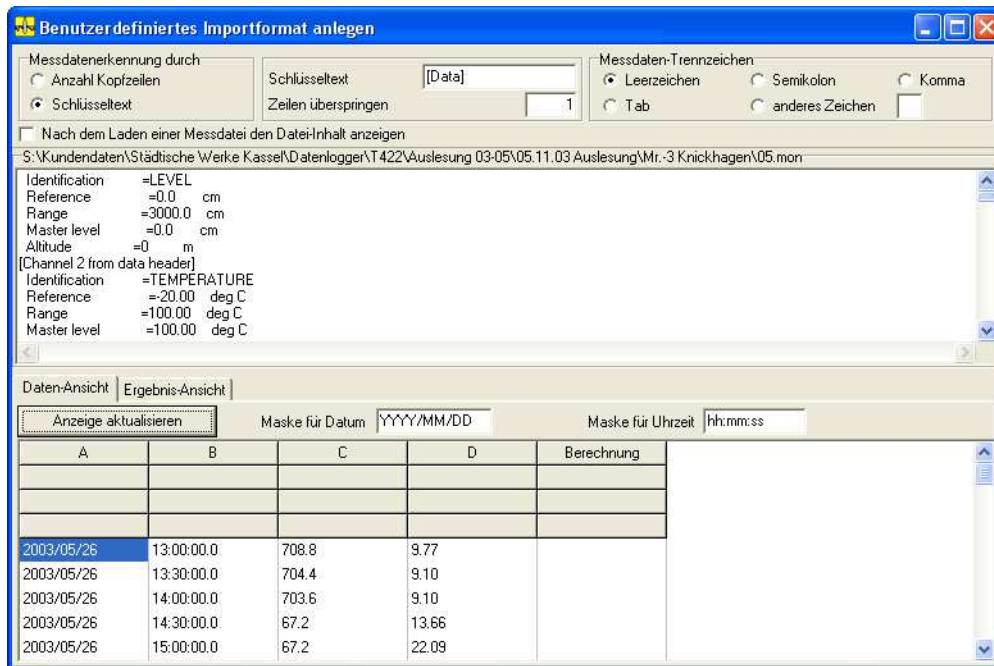 Benutzerdefiniertes Importformat anlegen
Messdatenerkennung durch
Anzahl Kopfzeilen
Schlüsseltext
Schlüsseltext [Data]
Zeilen überspringen 1
Messdaten-Trennzeichen
Leerzeichen Semikolon Komma
Tab anderes Zeichen
Nach dem Laden einer Messdatei den Datei-Inhalt anzeigen
S:\Kundendaten\Städtische Werke Kassel\Datenlogger\T422\Auslesung 03-05\05.11.03 Auslesung\Mr.-3 Knickhagen\05.mon
Identification =LEVEL
Reference =0.0 cm
Range =3000.0 cm
Master level =0.0 cm
Altitude =0 m
[Channel 2 from data header]
Identification =TEMPERATURE
Reference =-20.00 deg C
Range =100.00 deg C
Master level =100.00 deg C
Daten-Ansicht Ergebnis-Ansicht
Anzeige aktualisieren Maske für Datum YYYY/MM/DD Maske für Uhrzeit hh:mm:ss
A B C D Berechnung
2003/05/26 13:00:00.0 708.8 9.77
2003/05/26 13:30:00.0 704.4 9.10
2003/05/26 14:00:00.0 703.6 9.10
2003/05/26 14:30:00.0 67.2 13.66
2003/05/26 15:00:00.0 67.2 22.09